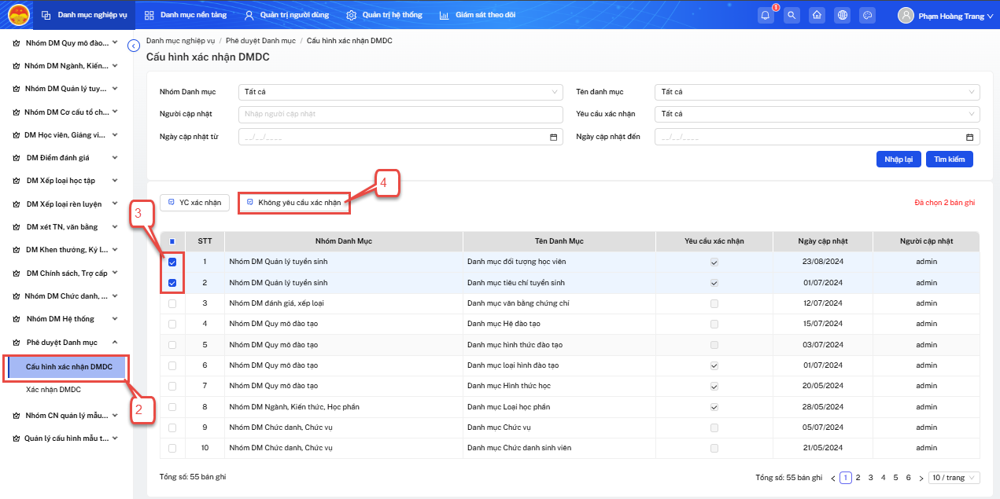 Danh mục nghiệp vụ Danh mục nền tảng Quản trị người dùng Quản trị hệ thống Giám sát theo dõi 1 Phạm Hoàng Trang
Nhóm DM Quy mô đào...
Nhóm DM Ngành, Kiến...
Nhóm DM Quản lý tuy...
Nhóm DM Cơ cấu tổ ch...
DM Học viên, Giảng vi...
DM Điểm đánh giá
DM Xếp loại học tập
DM Xếp loại rèn luyện
DM xét TN, văn bằng
DM Khen thưởng, Kỷ l...
DM Chính sách, Trợ cấp
Nhóm DM Chức danh, ...
Nhóm DM Hệ thống
Phê duyệt Danh mục
Cấu hình xác nhận DMDC
Xác nhận DMDC
Nhóm CN quản lý mẫu...
Quản lý cấu hình mẫu t...
2
Danh mục nghiệp vụ / Phê duyệt Danh mục / Cấu hình xác nhận DMDC
Cấu hình xác nhận DMDC
Nhóm Danh mục Tất cả Tên danh mục Tất cả
Người cập nhật Nhập người cập nhật Yêu cầu xác nhận Tất cả
Ngày cập nhật từ __/__/____ Ngày cập nhật đến __/__/____
Nhập lại Tìm kiếm
4
YC xác nhận Không yêu cầu xác nhận Đã chọn 2 bản ghi
3
STT Nhóm Danh Mục Tên Danh Mục Yêu cầu xác nhận Ngày cập nhật Người cập nhật
1 Nhóm DM Quản lý tuyển sinh Danh mục đối tượng học viên 23/08/2024 admin
2 Nhóm DM Quản lý tuyển sinh Danh mục tiêu chí tuyển sinh 01/07/2024 admin
3 Nhóm DM đánh giá, xếp loại Danh mục văn bằng chứng chỉ 12/07/2024 admin
4 Nhóm DM Quy mô đào tạo Danh mục Hệ đào tạo 15/07/2024 admin
5 Nhóm DM Quy mô đào tạo Danh mục hình thức đào tạo 03/07/2024 admin
6 Nhóm DM Quy mô đào tạo Danh mục loại hình đào tạo 01/07/2024 admin
7 Nhóm DM Quy mô đào tạo Danh mục Hình thức học 20/05/2024 admin
8 Nhóm DM Ngành, Kiến thức, Học phần Danh mục Loại học phần 28/05/2024 admin
9 Nhóm DM Chức danh, Chức vụ Danh mục Chức vụ 05/07/2024 admin
10 Nhóm DM Chức danh, Chức vụ Danh mục Chức danh sinh viên 21/05/2024 admin
Tổng số: 55 bản ghi Tổng số: 55 bản ghi < 1 2 3 4 5 6 > 10 / trang